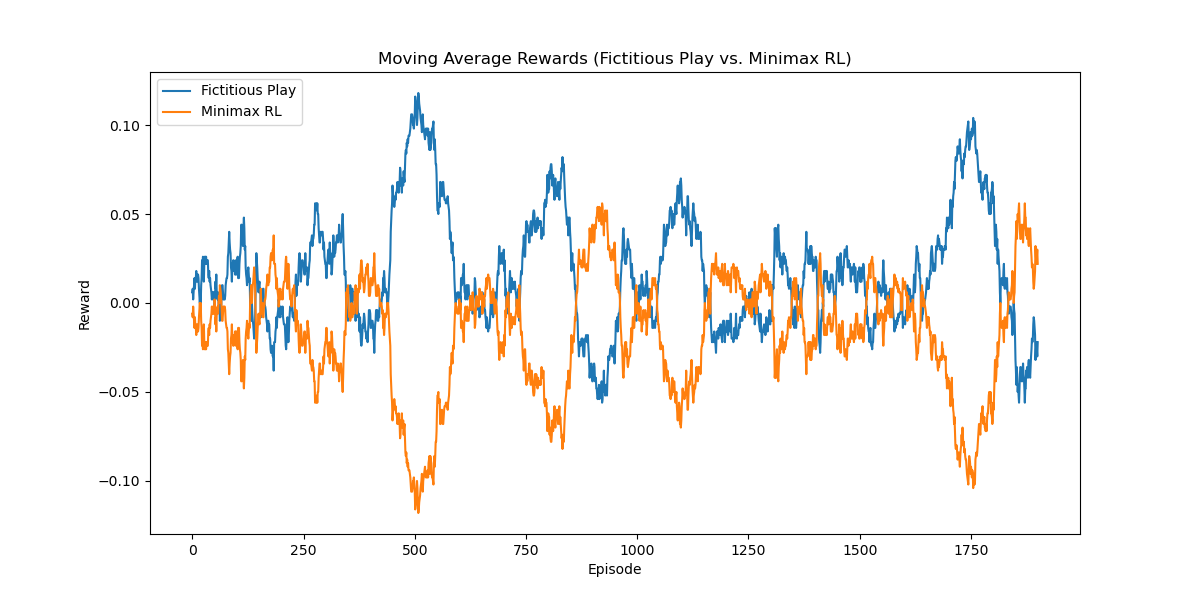 Moving Average Rewards (Fictitious Play vs. Minimax RL)
Fictitious Play
Minimax RL
Reward
0.10
0.05
0.00
−0.05
−0.10
0 250 500 750 1000 1250 1500 1750
Episode